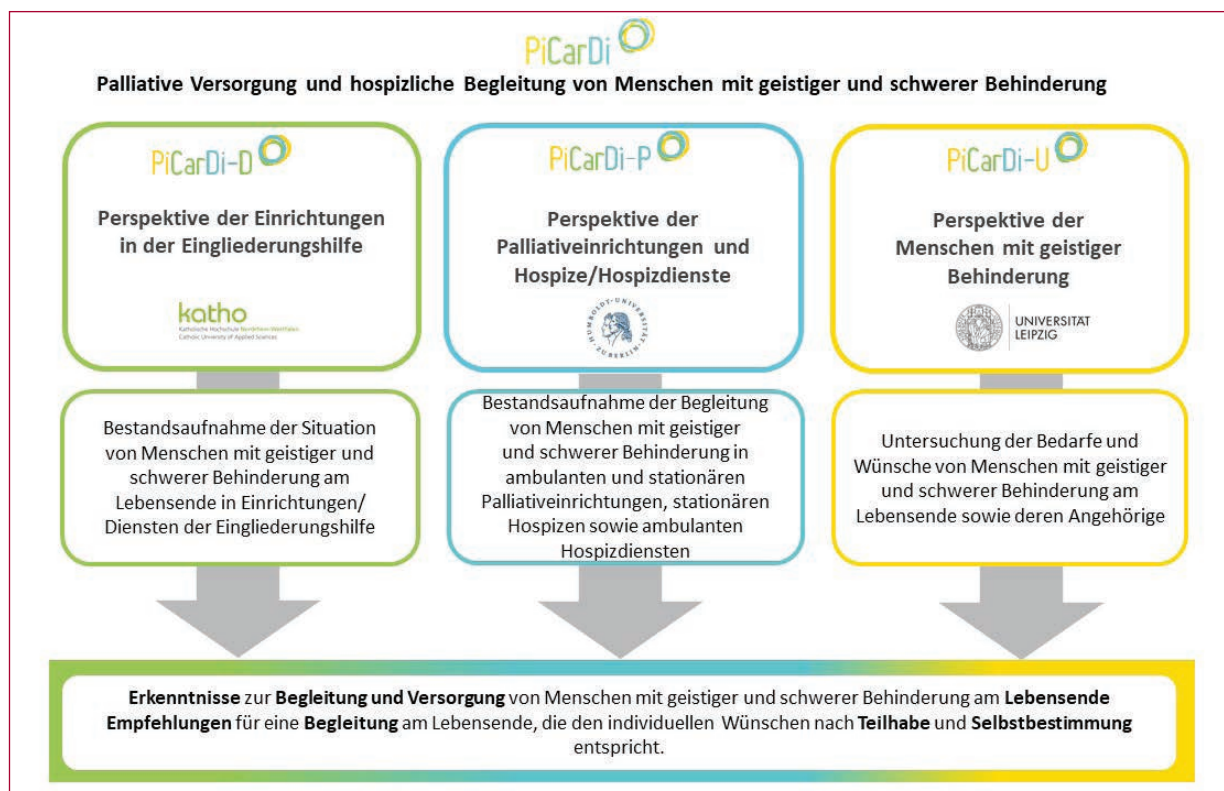 PiCarDi
Palliative Versorgung und hospizliche Begleitung von Menschen mit geistiger und schwerer Behinderung
PiCarDi-D
Perspektive der Einrichtungen
in der Eingliederungshilfe
katho
Katholische Hochschule Nordrhein-Westfalen
Catholic University of Applied Sciences
Bestandsaufnahme der Situation
von Menschen mit geistiger und
schwerer Behinderung am
Lebensende in Einrichtungen/
Diensten der Eingliederungshilfe
PiCarDi-P
Perspektive der
Palliativeinrichtungen und
Hospize/Hospizdienste
HUMBOLDT-UNIVERSITÄT
ZU BERLIN
Bestandsaufnahme der Begleitung
von Menschen mit geistiger
und schwerer Behinderung in
ambulanten und stationären
Palliativeinrichtungen, stationären
Hospizen sowie ambulanten
Hospizdiensten
PiCarDi-U
Perspektive der
Menschen mit geistiger
Behinderung
UNIVERSITÄT
LEIPZIG
Untersuchung der Bedarfe und
Wünsche von Menschen mit geistiger
und schwerer Behinderung am
Lebensende sowie deren Angehörige
Erkenntnisse zur Begleitung und Versorgung von Menschen mit geistiger und schwerer Behinderung am Lebensende
Empfehlungen für eine Begleitung am Lebensende, die den individuellen Wünschen nach Teilhabe und Selbstbestimmung
entspricht.